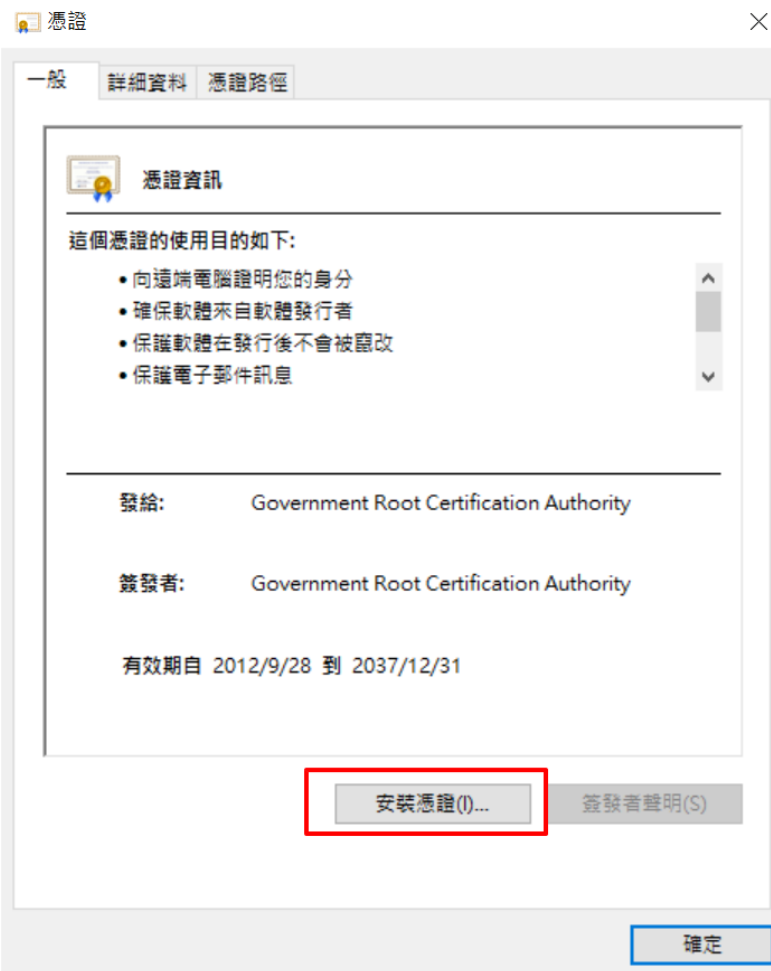 憑證
一般 詳細資料 憑證路徑
憑證資訊
這個憑證的使用目的如下:
• 向遠端電腦證明您的身分
• 確保軟體來自軟體發行者
• 保護軟體在發行後不會被竄改
• 保護電子郵件訊息
發給: Government Root Certification Authority
簽發者: Government Root Certification Authority
有效期自 2012/9/28 到 2037/12/31
安裝憑證(I)... 簽發者聲明(S)
確定